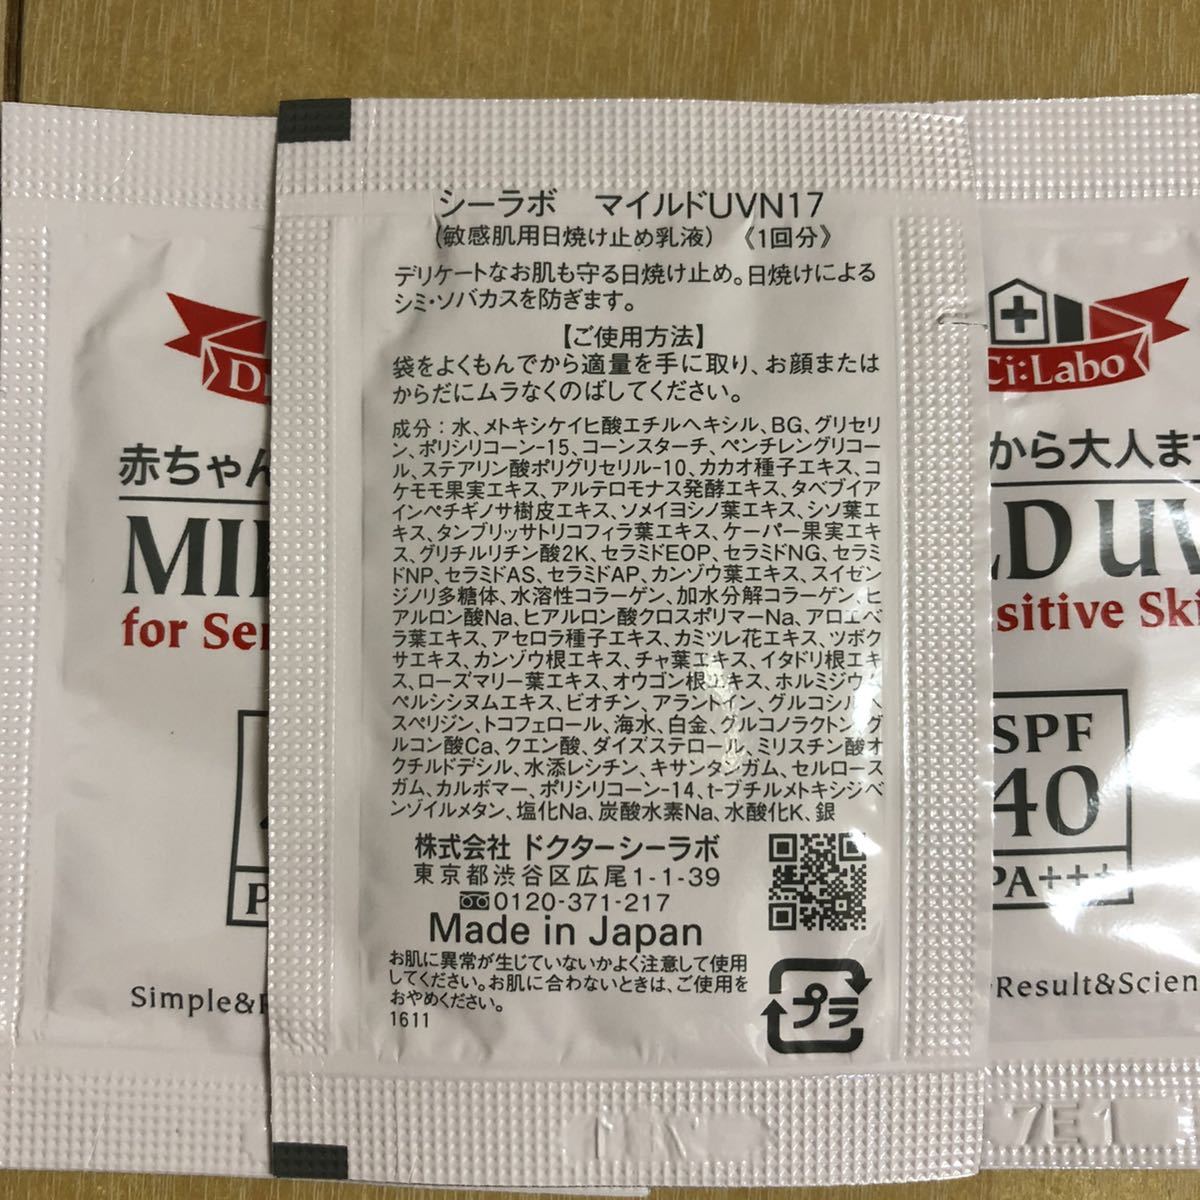 シーラボ　マイルドUVN17
(敏感肌用日焼け止め乳液)　《1回分》
デリケートなお肌も守る日焼け止め。日焼けによる
シミ・ソバカスを防ぎます。
【ご使用方法】
袋をよくもんでから適量を手に取り、お顔または
からだにムラなくのばしてください。
成分：水、メトキシケイヒ酸エチルヘキシル、BG、グリセリ
ン、ポリシリコーン-15、コーンスターチ、ペンチレングリコー
ル、ステアリン酸ポリグリセリル-10、カカオ種子エキス、コ
ケモモ果実エキス、アルテロモナス発酵エキス、タベブイア
インペチギノサ樹皮エキス、ソメイヨシノ葉エキス、シソ葉エ
キス、タンブリッサトリコフィラ葉エキス、ケーパー果実エキ
ス、グリチルリチン酸2K、セラミドEOP、セラミドNG、セラミ
ドNP、セラミドAS、セラミドAP、カンゾウ葉エキス、スイゼン
ジノリ多糖体、水溶性コラーゲン、加水分解コラーゲン、ヒ
アルロン酸Na、ヒアルロン酸クロスポリマーNa、アロエベ
ラ葉エキス、アセロラ種子エキス、カミツレ花エキス、ツボク
サエキス、カンゾウ根エキス、チャ葉エキス、イタドリ根エキ
ス、ローズマリー葉エキス、オウゴン根エキス、ホルミジウム
ペルシシヌムエキス、ビオチン、アラントイン、グルコシルヘ
スペリジン、トコフェロール、海水、白金、グルコノラクトン、グ
ルコン酸Ca、クエン酸、ダイズステロール、ミリスチン酸オ
クチルドデシル、水添レシチン、キサンタンガム、セルロース
ガム、カルボマー、ポリシリコーン-14、t-ブチルメトキシジベ
ンゾイルメタン、塩化Na、炭酸水素Na、水酸化K、銀
株式会社 ドクターシーラボ
東京都渋谷区広尾1-1-39
0120-371-217
Made in Japan
お肌に異常が生じていないかよく注意して使用
してください。お肌に合わないときは、ご使用を
おやめください。
1611
プラ
赤ちゃん
MI
for Sen
P
Simple&
Ci:Labo
から大人ま
LD UV
sitive Ski
SPF
40
PA+++
Result&Scien
7E1